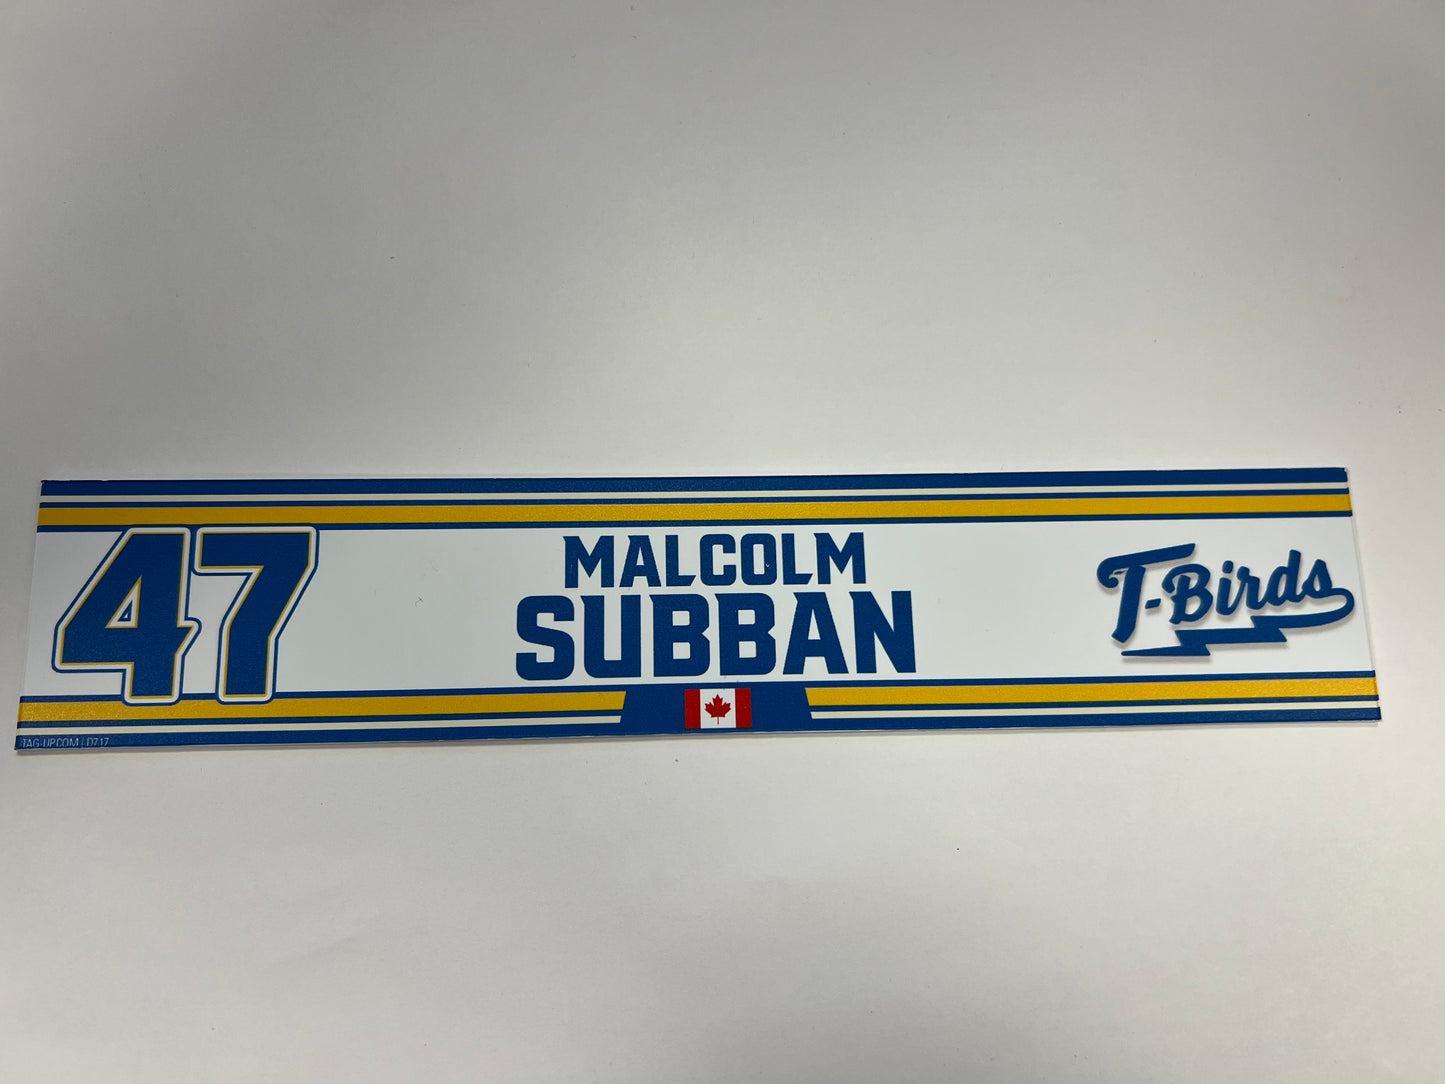 47
MALCOLM
SUBBAN
T-Birds
TAG-UP.COM | D717